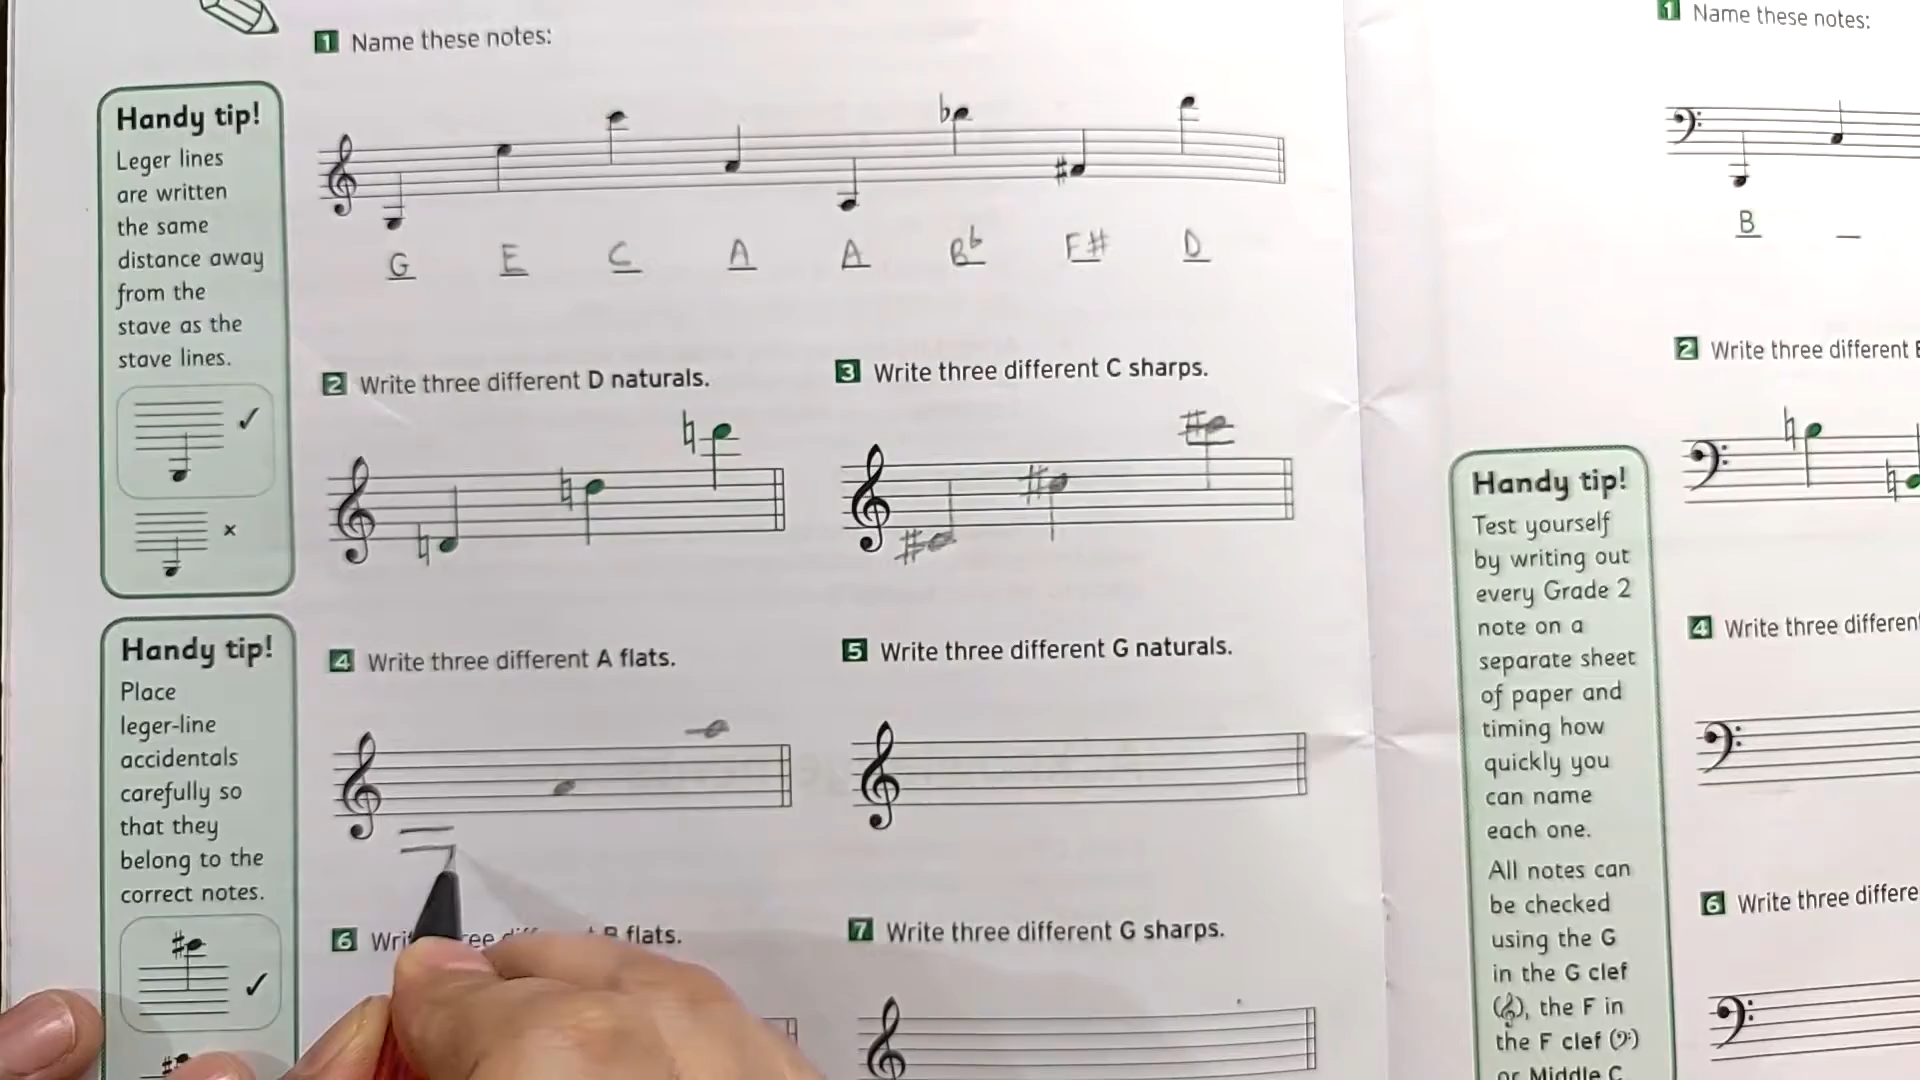 1 Name these notes:
G E C A A B♭ F# D
Handy tip!
Leger lines
are written
the same
distance away
from the
stave as the
stave lines.
2 Write three different D naturals.
3 Write three different C sharps.
Handy tip!
Place
leger-line
accidentals
carefully so
that they
belong to the
correct notes.
4 Write three different A flats.
5 Write three different G naturals.
6 Wri ree B flats.
7 Write three different G sharps.
1 Name these notes:
B
2 Write three different
Handy tip!
Test yourself
by writing out
every Grade 2
note on a
separate sheet
of paper and
timing how
quickly you
can name
each one.
All notes can
be checked
using the G
in the G clef
(𝄞), the F in
the F clef (𝄢)
or Middle C
4 Write three differen
6 Write three differe